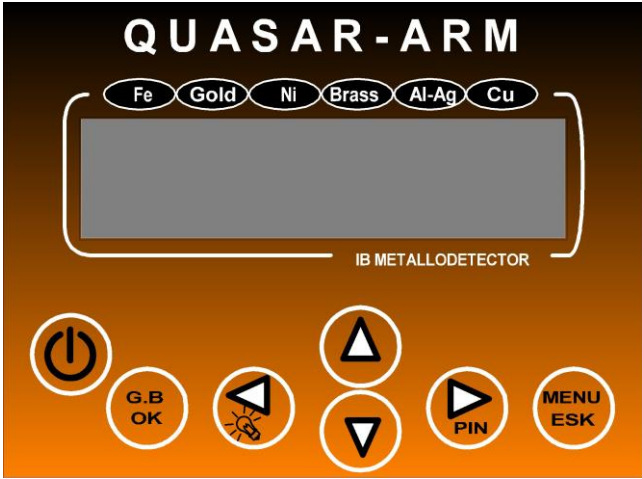 QUASAR-ARM
Fe Gold Ni Brass Al-Ag Cu
IB METALLODETECTOR
G.B
OK
PIN
MENU
ESK